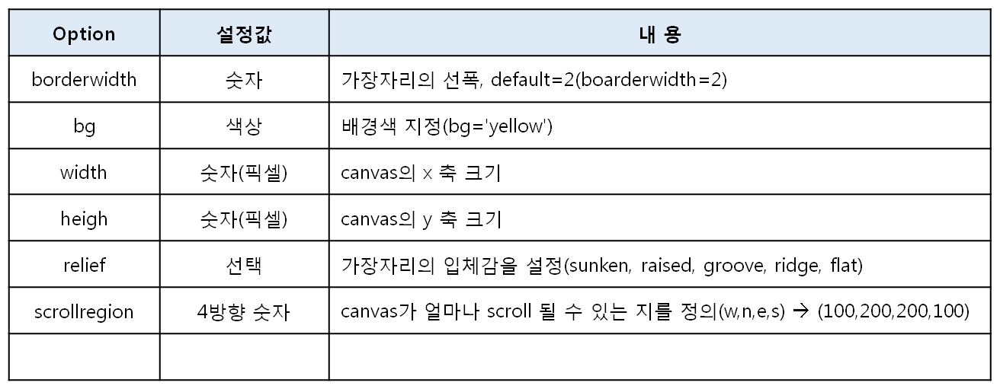 Option 설정값 내 용
borderwidth 숫자 가장자리의 선폭, default=2(boarderwidth=2)
bg 색상 배경색 지정(bg='yellow')
width 숫자(픽셀) canvas의 x 축 크기
heigh 숫자(픽셀) canvas의 y 축 크기
relief 선택 가장자리의 입체감을 설정(sunken, raised, groove, ridge, flat)
scrollregion 4방향 숫자 canvas가 얼마나 scroll 될 수 있는 지를 정의(w,n,e,s) → (100,200,200,100)